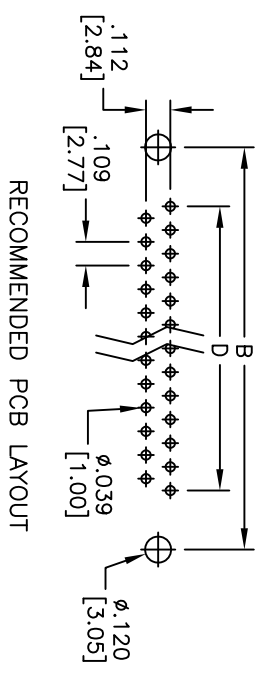 B
D
.112
[2.84]
.109
[2.77]
ø.039
[1.00]
ø.120
[3.05]
RECOMMENDED PCB LAYOUT